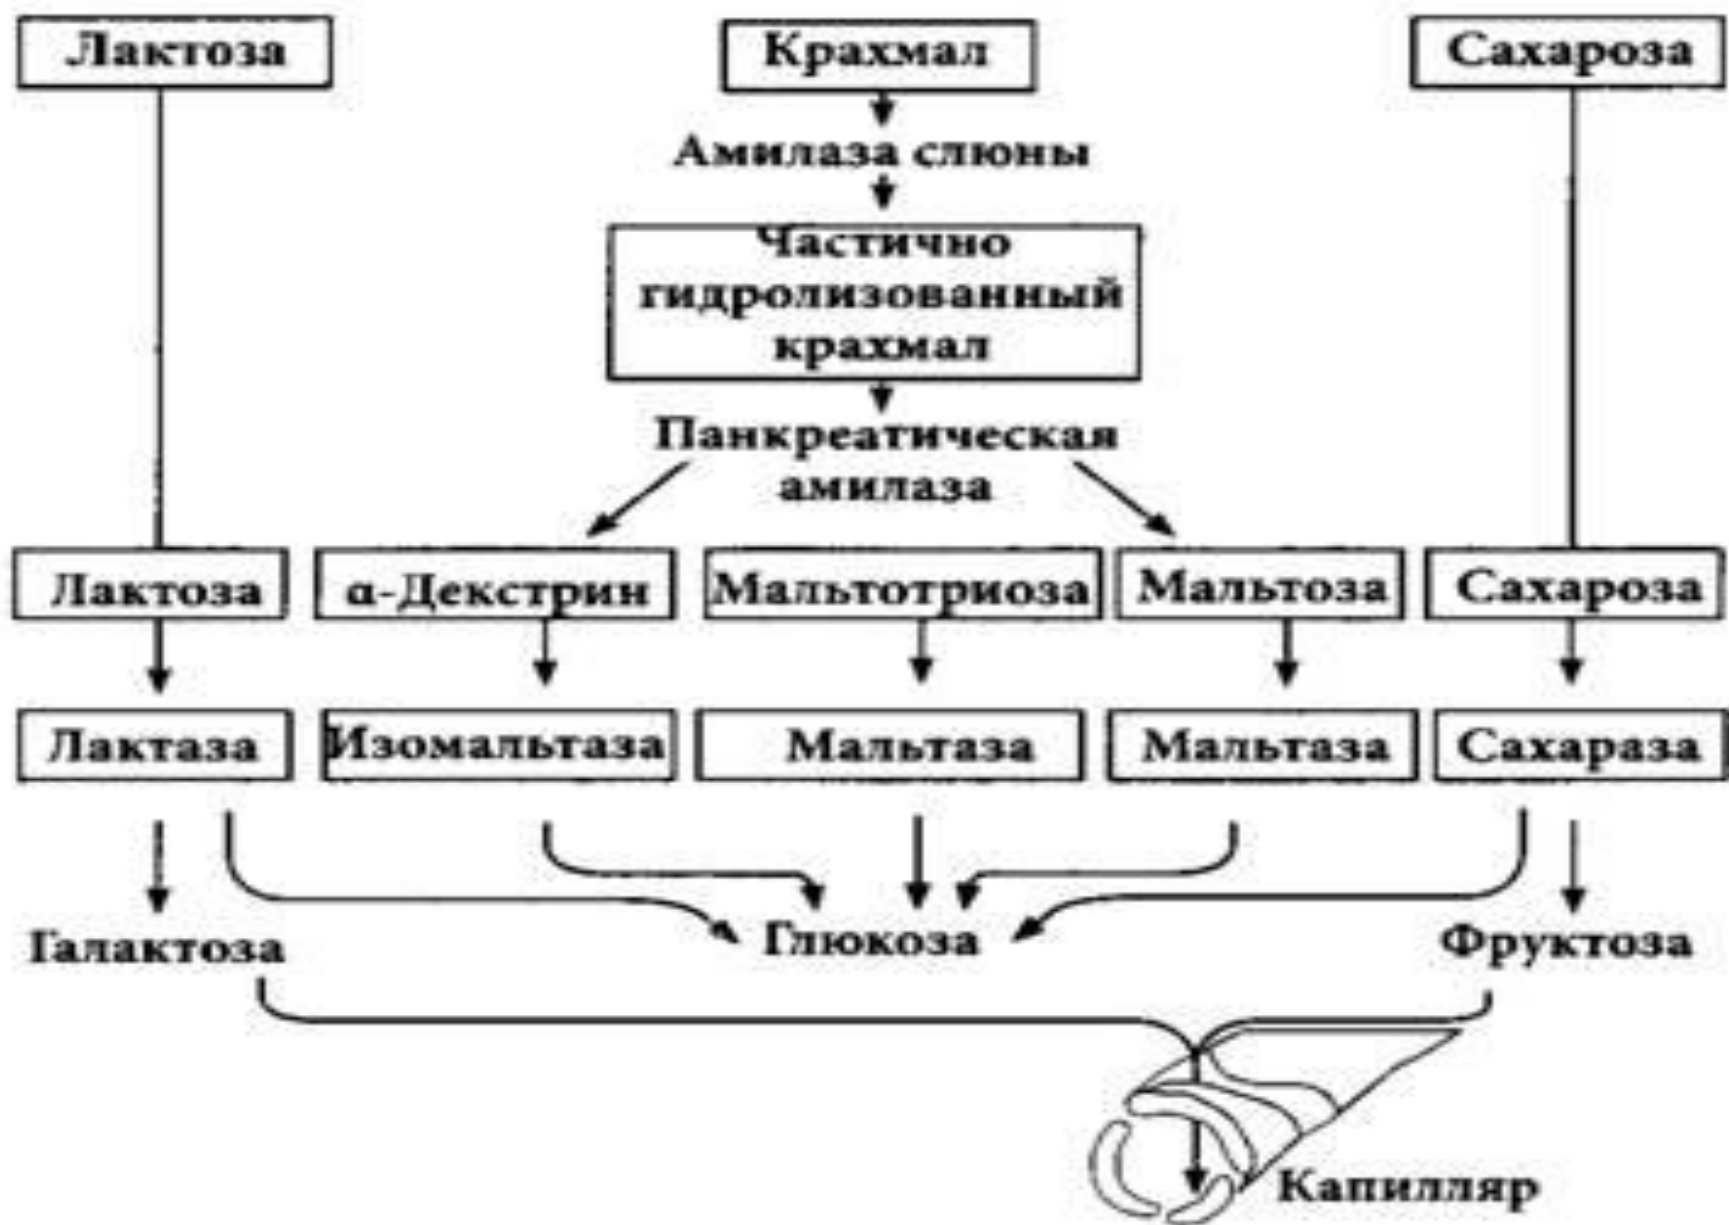 Лактоза
Крахмал
Сахароза
Амилаза слюны
Частично
гидролизованный
крахмал
Панкреатическая
амилаза
Лактоза
α-Декстрин
Мальтотриоза
Мальтоза
Сахароза
Лактаза
Изомальтаза
Мальтаза
Мальтаза
Сахараза
Галактоза
Глюкоза
Фруктоза
Капилляр